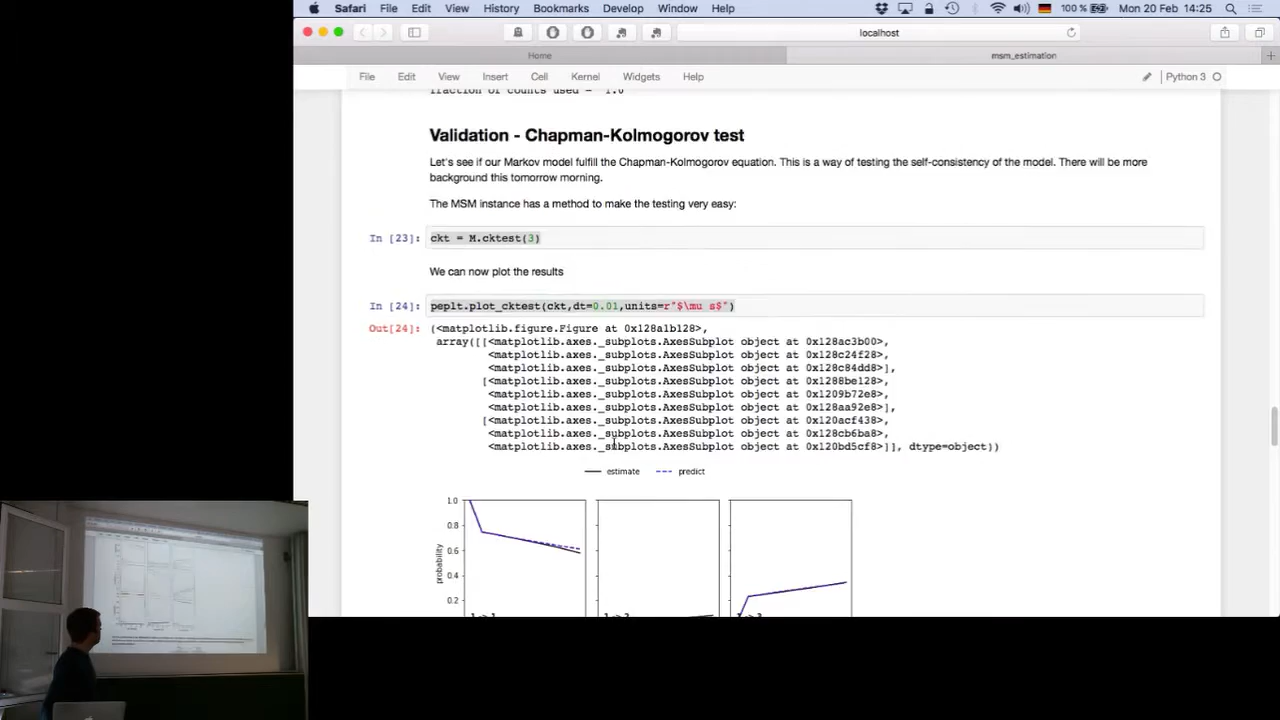 Safari File Edit View History Bookmarks Develop Window Help 100 % Mon 20 Feb 14:25
localhost
Home msm_estimation
File Edit View Insert Cell Kernel Widgets Help Python 3
fraction of counts used = 1.0
Validation - Chapman-Kolmogorov test
Let's see if our Markov model fulfill the Chapman-Kolmogorov equation. This is a way of testing the self-consistency of the model. There will be more
background this tomorrow morning.
The MSM instance has a method to make the testing very easy:
In [23]: ckt = M.cktest(3)
We can now plot the results
In [24]: peplt.plot_cktest(ckt,dt=0.01,units=r"$\mu s$")
Out[24]: (<matplotlib.figure.Figure at 0x128a1b128>,
array([[<matplotlib.axes._subplots.AxesSubplot object at 0x128ac3b00>,
<matplotlib.axes._subplots.AxesSubplot object at 0x128c24f28>,
<matplotlib.axes._subplots.AxesSubplot object at 0x128c84dd8>],
[<matplotlib.axes._subplots.AxesSubplot object at 0x1288be128>,
<matplotlib.axes._subplots.AxesSubplot object at 0x1209b72e8>,
<matplotlib.axes._subplots.AxesSubplot object at 0x128aa92e8>],
[<matplotlib.axes._subplots.AxesSubplot object at 0x120acf438>,
<matplotlib.axes._subplots.AxesSubplot object at 0x128cb6ba8>,
<matplotlib.axes._subplots.AxesSubplot object at 0x120bd5cf8>]], dtype=object))
estimate predict
1.0
0.8
0.6
0.4
0.2
probability